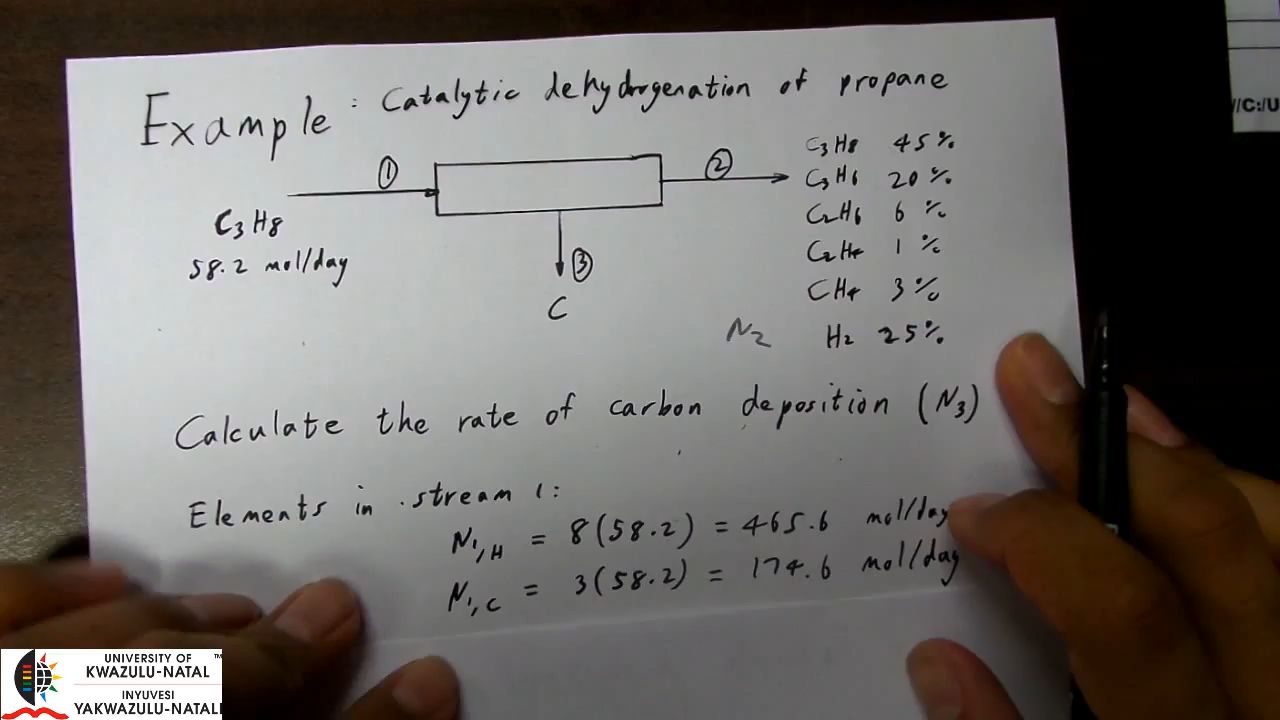 Example : Catalytic dehydrogenation of propane
① ②
C3H8 45%
C3H6 20%
C2H6 6%
C2H4 1%
CH4 3%
H2 25%
N2
C3H8
58.2 mol/day
③
C
Calculate the rate of carbon deposition (N3)
Elements in stream 1:
N1,H = 8(58.2) = 465.6 mol/day
N1,C = 3(58.2) = 174.6 mol/day
//C:/U
UNIVERSITY OF ™
KWAZULU-NATAL
INYUVESI
YAKWAZULU-NATALI